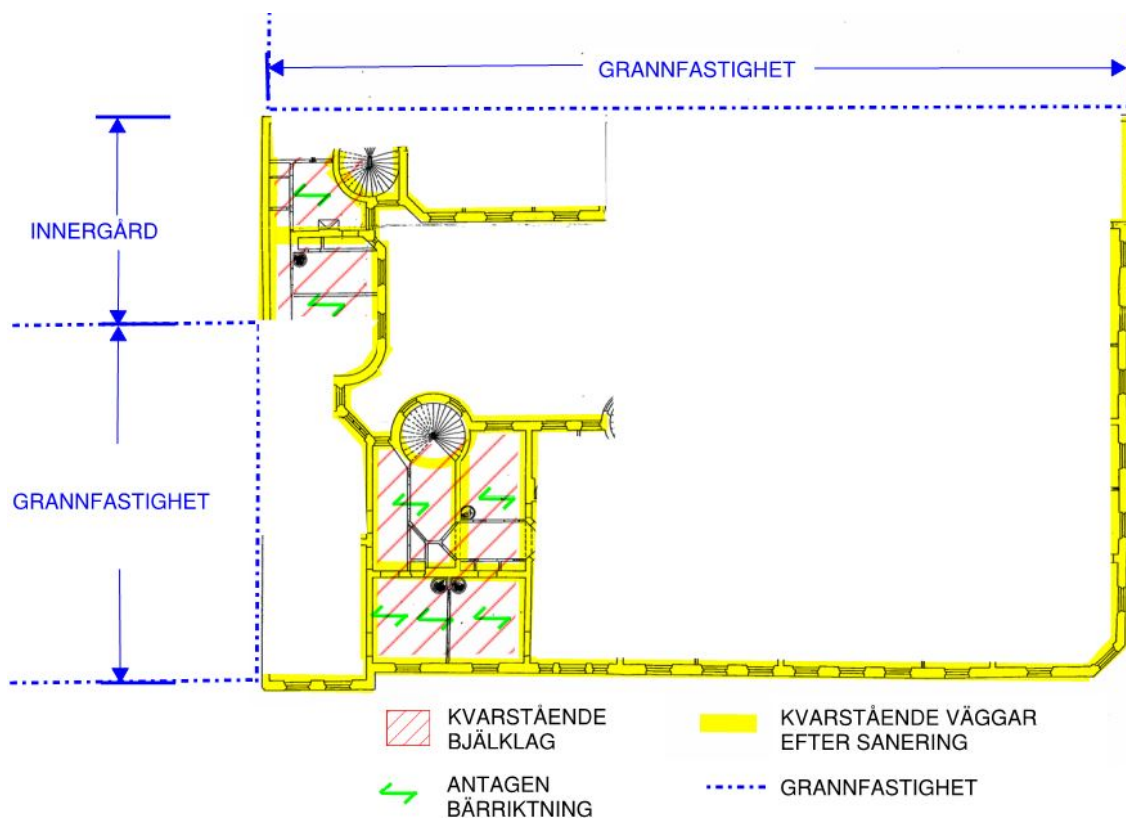 GRANNFASTIGHET
INNERGÅRD
GRANNFASTIGHET
KVARSTÅENDE
BJÄLKLAG
KVARSTÅENDE VÄGGAR
EFTER SANERING
ANTAGEN
BÄRRIKTNING
GRANNFASTIGHET